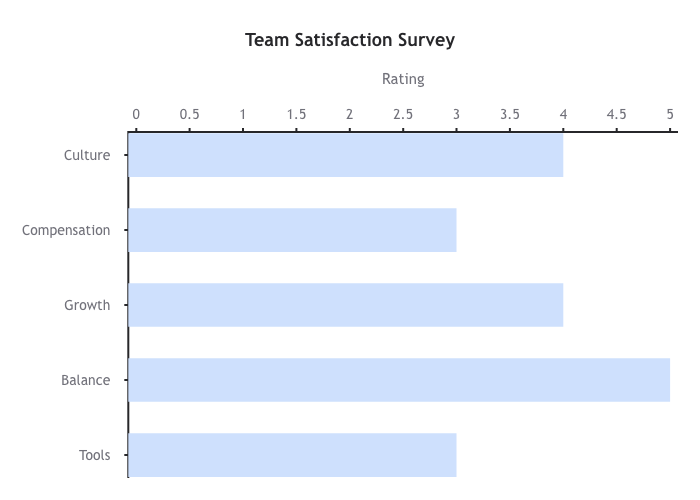 Team Satisfaction Survey
Rating
0 0.5 1 1.5 2 2.5 3 3.5 4 4.5 5
Culture
Compensation
Growth
Balance
Tools